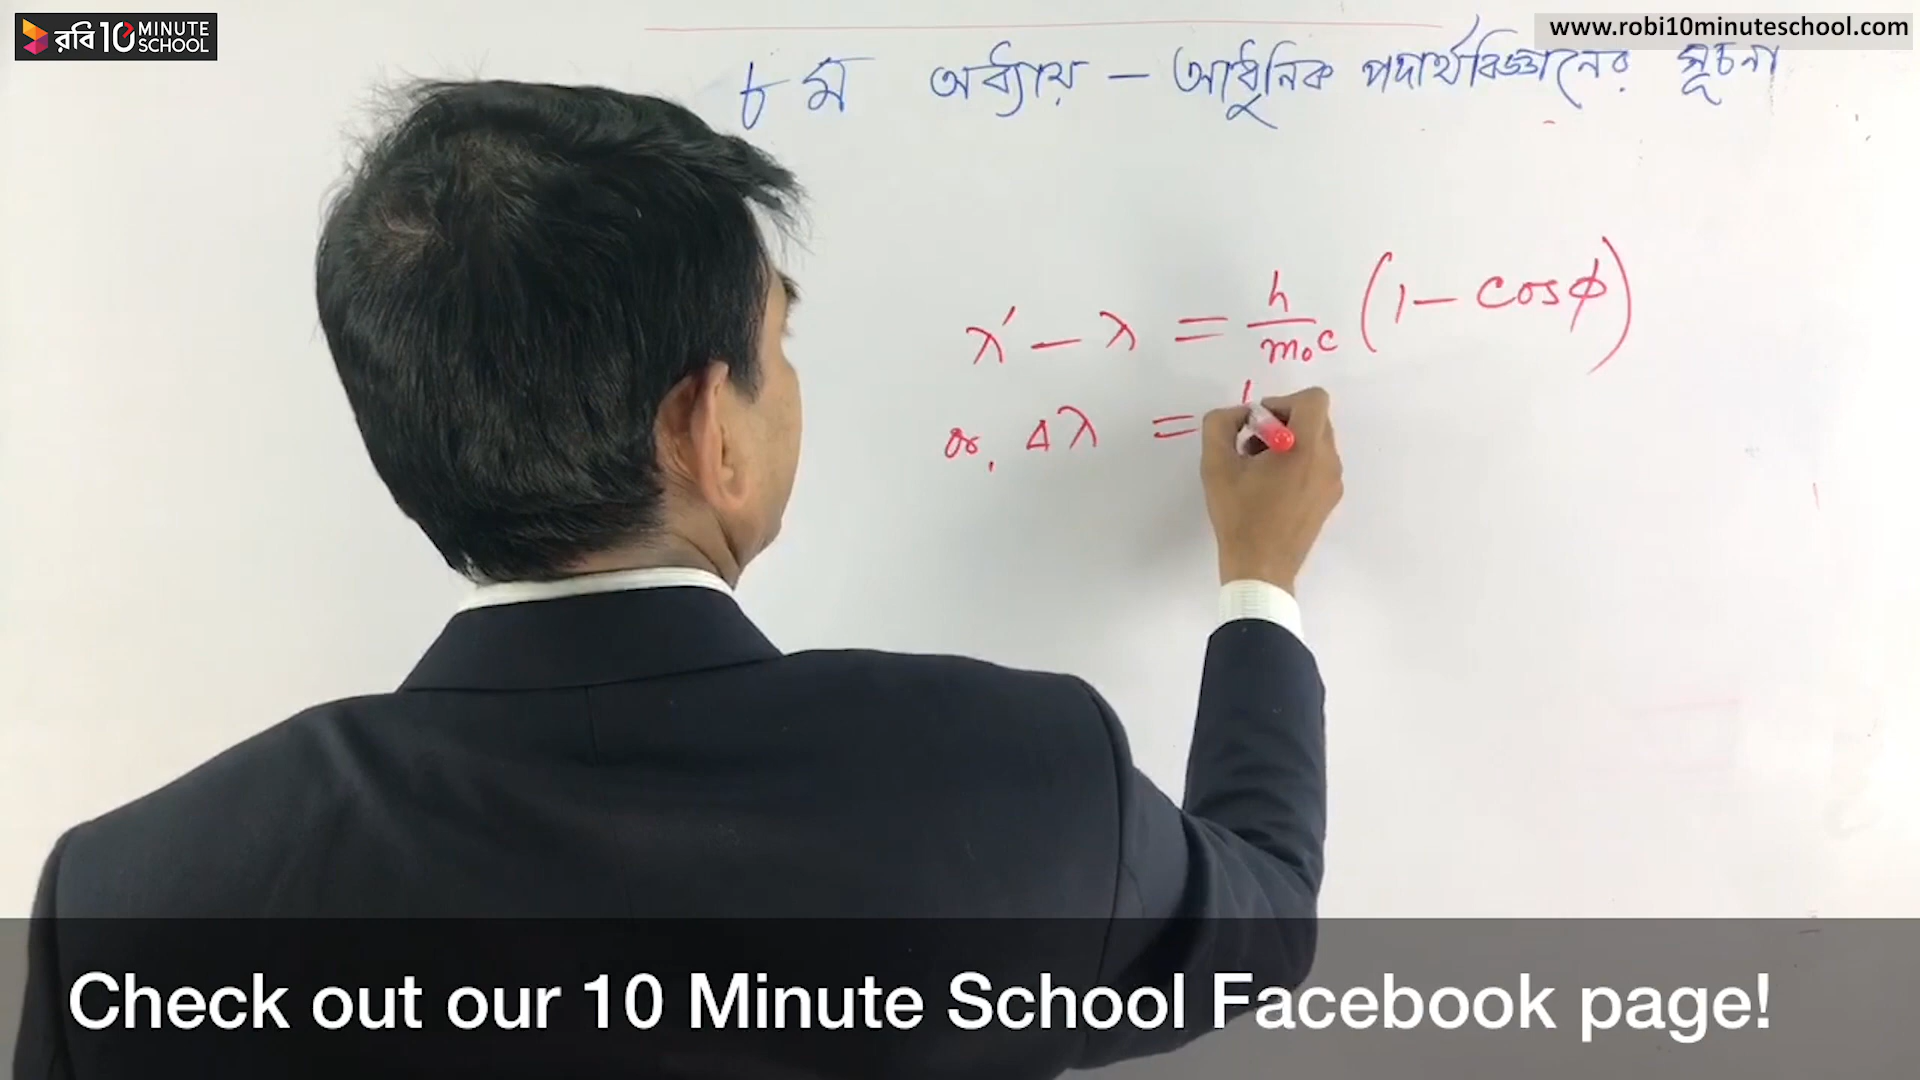 রবি 10 MINUTE SCHOOL
www.robi10minuteschool.com
৮ম অধ্যায় – আধুনিক পদার্থবিজ্ঞানের সূচনা
λ′ − λ = h/m₀c (1 − cosϕ)
or, Δλ =
Check out our 10 Minute School Facebook page!